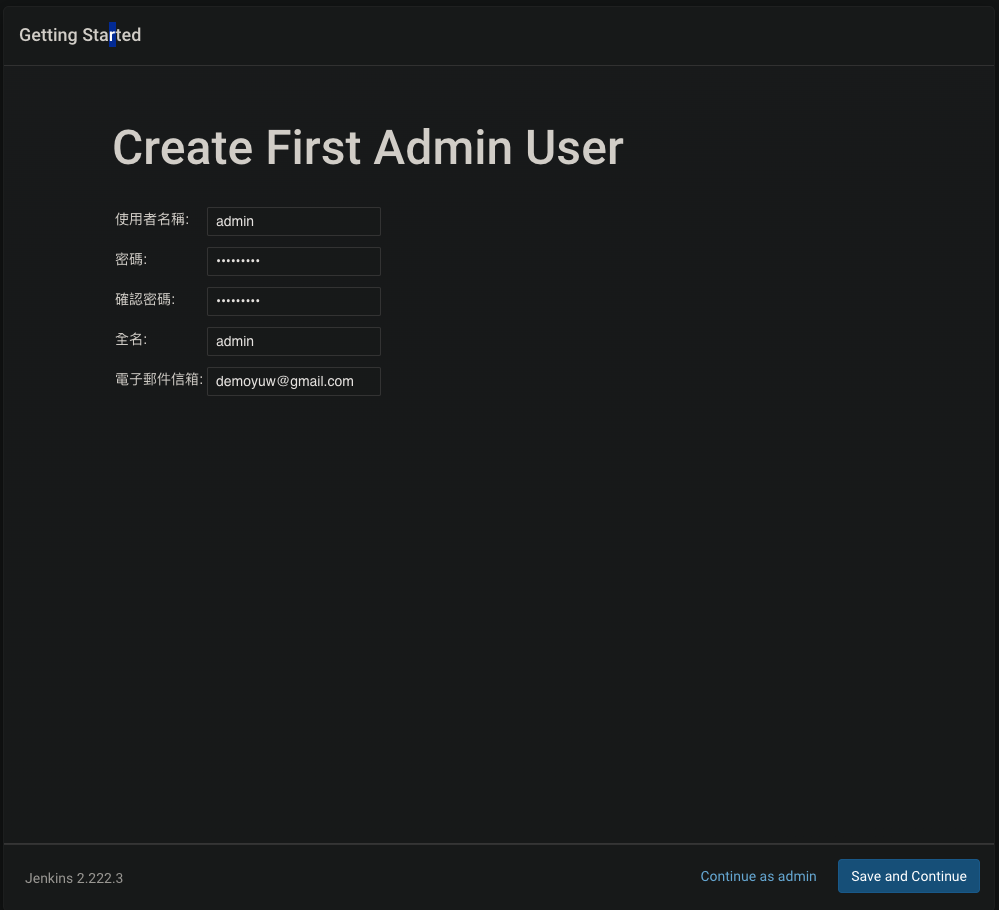 Getting Started
Create First Admin User
使用者名稱: admin
密碼: •••••••••
確認密碼: •••••••••
全名: admin
電子郵件信箱: demoyuw@gmail.com
Jenkins 2.222.3 Continue as admin Save and Continue